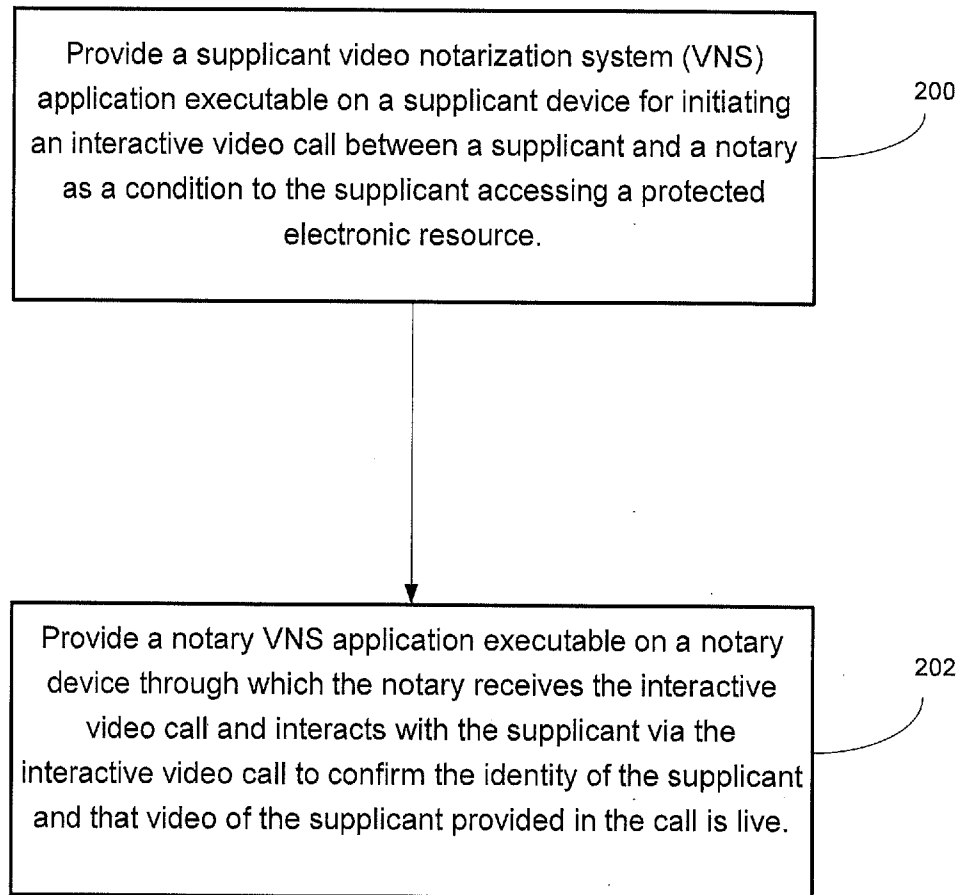 Provide a supplicant video notarization system (VNS)
application executable on a supplicant device for initiating
an interactive video call between a supplicant and a notary
as a condition to the supplicant accessing a protected
electronic resource.
200
Provide a notary VNS application executable on a notary
device through which the notary receives the interactive
video call and interacts with the supplicant via the
interactive video call to confirm the identity of the supplicant
and that video of the supplicant provided in the call is live.
202